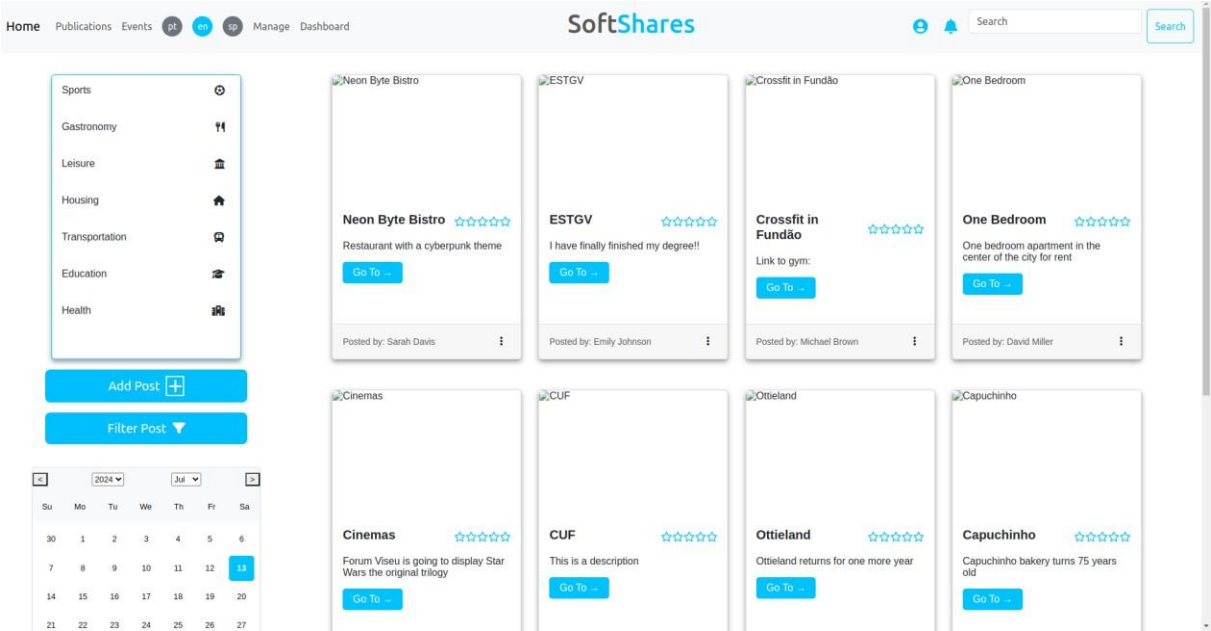 Home Publications Events pt en sp Manage Dashboard
SoftShares
Search
Search
Sports
Gastronomy
Leisure
Housing
Transportation
Education
Health
Add Post
Filter Post
< 2024 Jul >
Su Mo Tu We Th Fr Sa
30 1 2 3 4 5 6
7 8 9 10 11 12 13
14 15 16 17 18 19 20
21 22 23 24 25 26 27
Neon Byte Bistro
Neon Byte Bistro
Restaurant with a cyberpunk theme
Go To →
Posted by: Sarah Davis
ESTGV
ESTGV
I have finally finished my degree!!
Go To →
Posted by: Emily Johnson
Crossfit in Fundão
Crossfit in
Fundão
Link to gym:
Go To →
Posted by: Michael Brown
One Bedroom
One Bedroom
One bedroom apartment in the
center of the city for rent
Go To →
Posted by: David Miller
Cinemas
Cinemas
Forum Viseu is going to display Star
Wars the original trilogy
Go To →
CUF
CUF
This is a description
Go To →
Ottieland
Ottieland
Ottieland returns for one more year
Go To →
Capuchinho
Capuchinho
Capuchinho bakery turns 75 years
old
Go To →